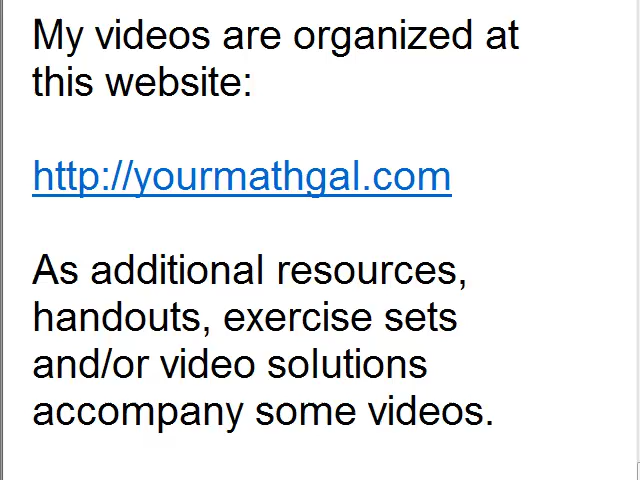 My videos are organized at
this website:
http://yourmathgal.com
As additional resources,
handouts, exercise sets
and/or video solutions
accompany some videos.